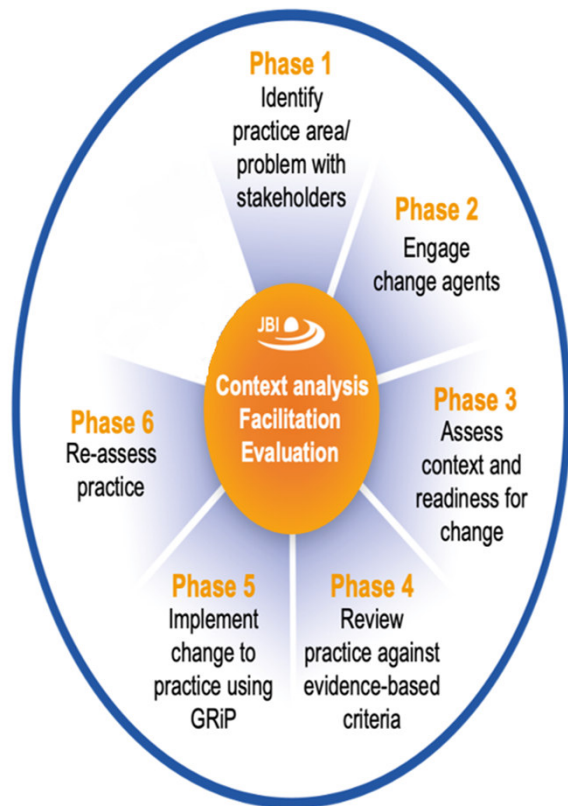 Phase 1
Identify
practice area/
problem with
stakeholders
Phase 2
Engage
change agents
Phase 3
Assess
context and
readiness for
change
Phase 4
Review
practice against
evidence-based
criteria
Phase 5
Implement
change to
practice using
GRiP
Phase 6
Re-assess
practice
JBI
Context analysis
Facilitation
Evaluation